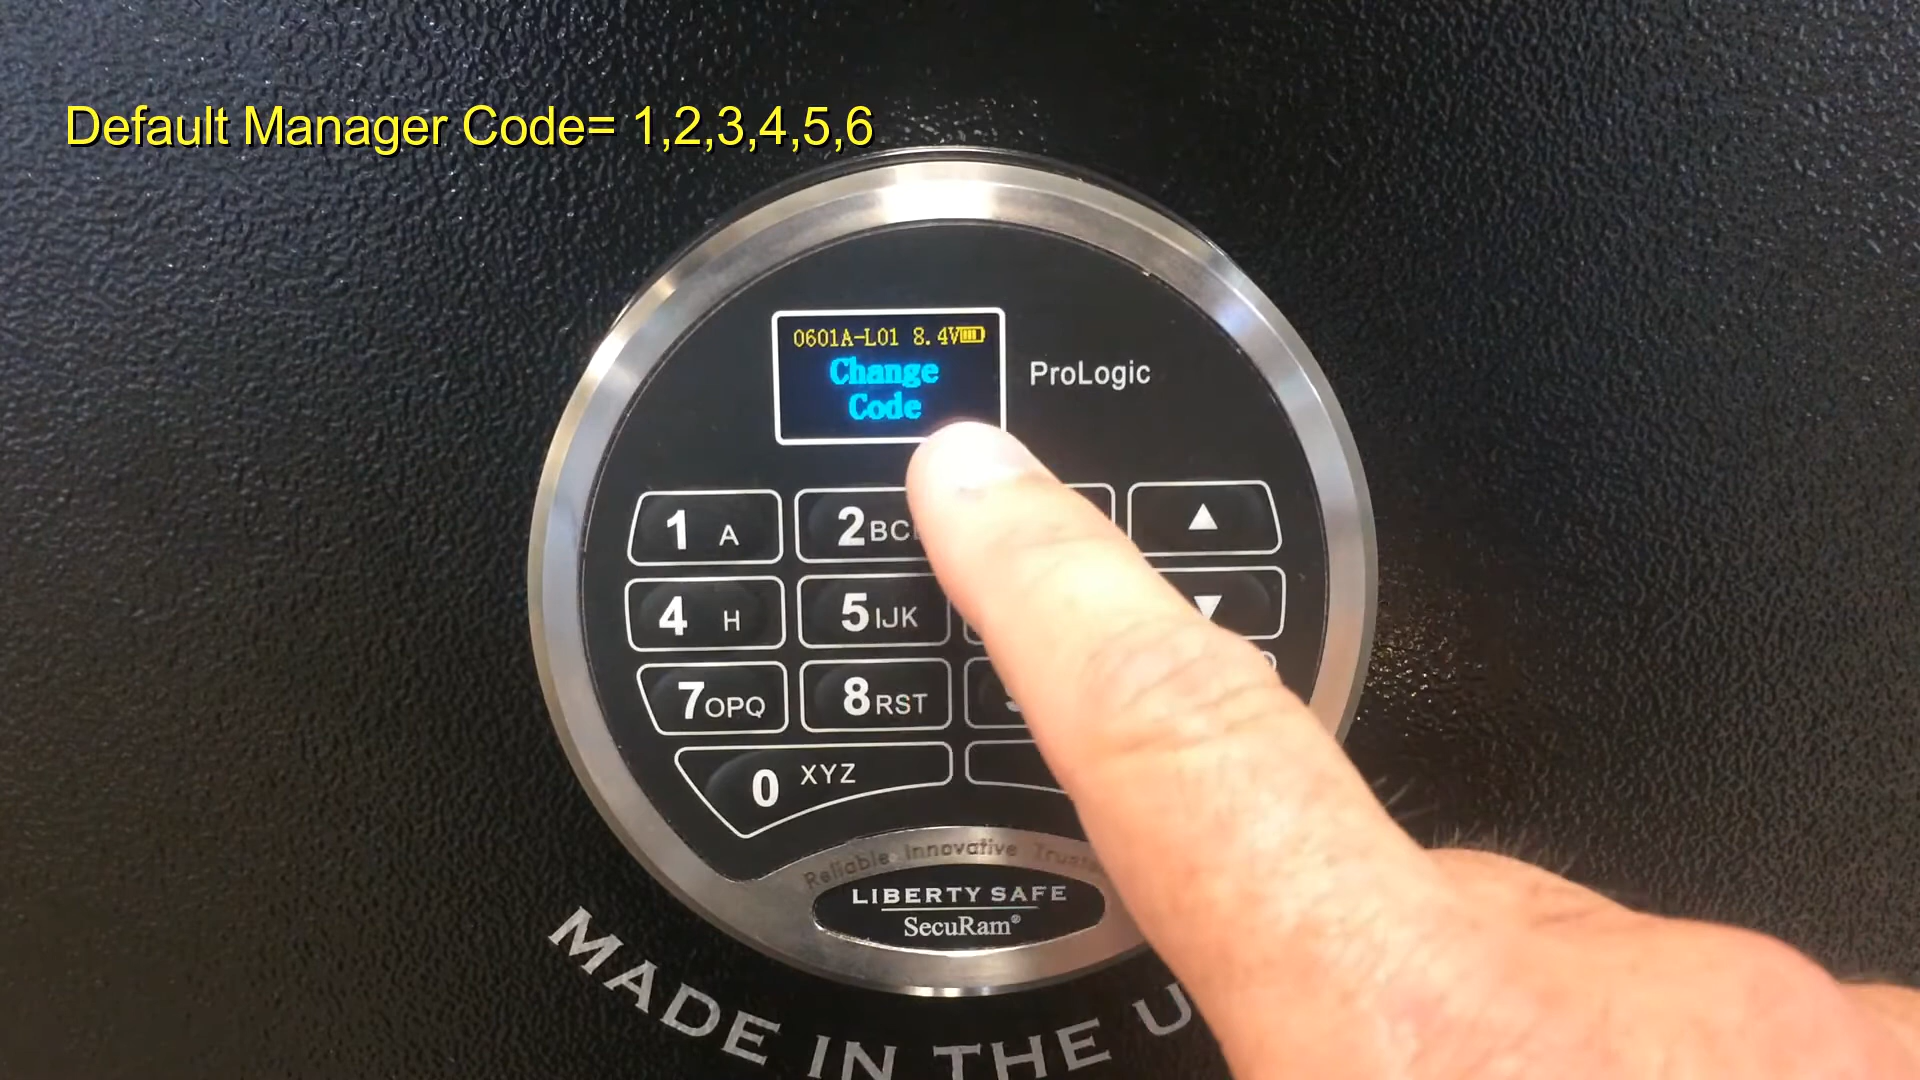 Default Manager Code= 1,2,3,4,5,6
0601A-L01 8.4V
Change
Code
ProLogic
1 A
2 BC
4 H
5 IJK
7 OPQ
8 RST
0 XYZ
Reliable Innovative
LIBERTY SAFE
SecuRam®
MADE IN THE U